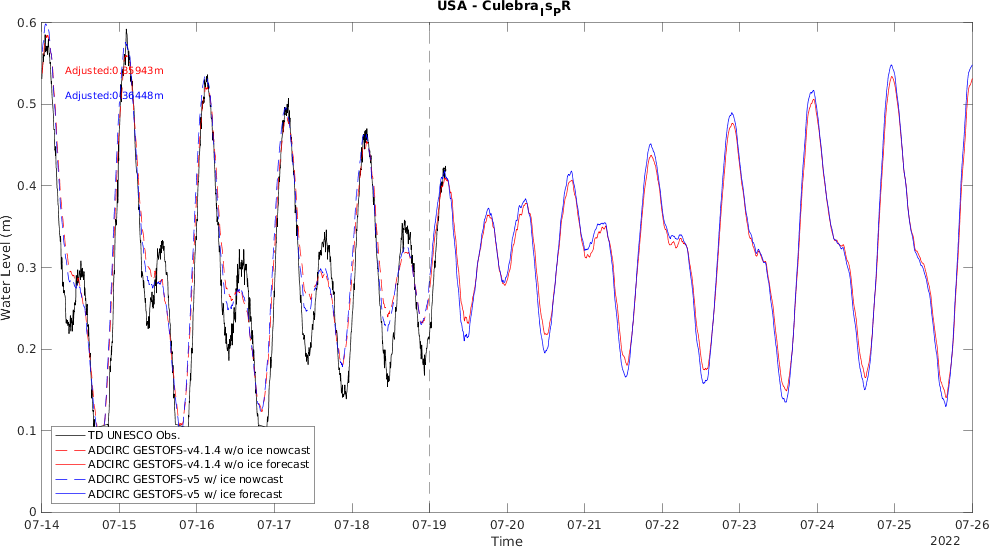 USA - Culebra_Is_PR
Adjusted:0.35943m
Adjusted:0.36448m
Water Level (m)
0.6
0.5
0.4
0.3
0.2
0.1
0
TD UNESCO Obs.
ADCIRC GESTOFS-v4.1.4 w/o ice nowcast
ADCIRC GESTOFS-v4.1.4 w/o ice forecast
ADCIRC GESTOFS-v5 w/ ice nowcast
ADCIRC GESTOFS-v5 w/ ice forecast
07-14 07-15 07-16 07-17 07-18 07-19 07-20 07-21 07-22 07-23 07-24 07-25 07-26
Time
2022